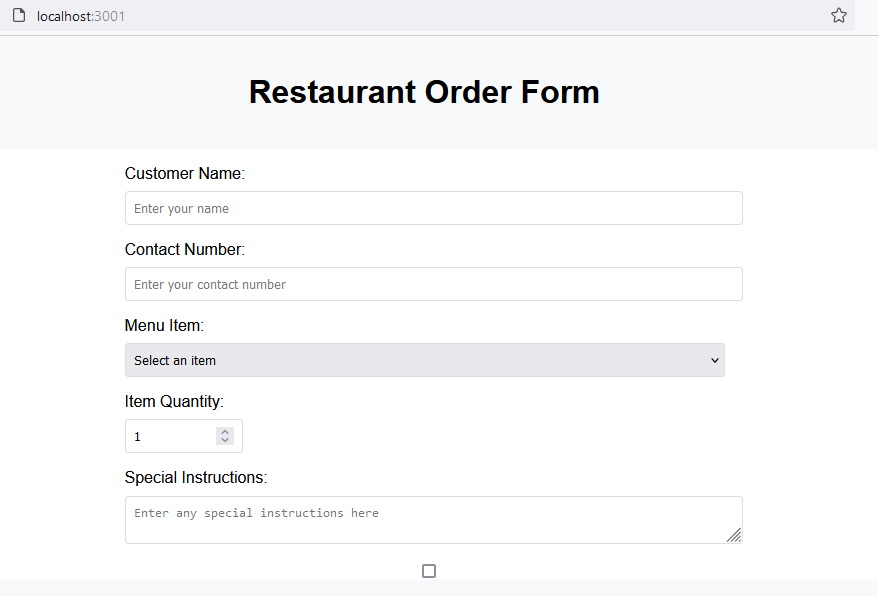 localhost:3001
Restaurant Order Form
Customer Name:
Enter your name
Contact Number:
Enter your contact number
Menu Item:
Select an item
Item Quantity:
1
Special Instructions:
Enter any special instructions here